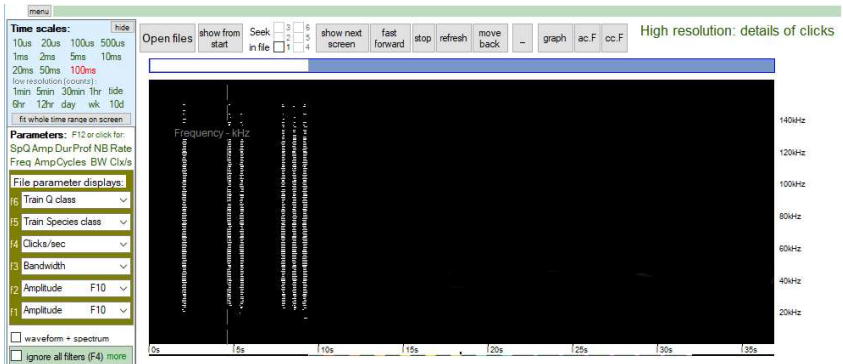 menu
Time scales: hide
10us 20us 100us 500us
1ms 2ms 5ms 10ms
20ms 50ms 100ms
low resolution (counts):
1min 5min 30min 1hr tide
6hr 12hr day wk 10d
fit whole time range on screen
Parameters: F12 or click for:
SpQ Amp Dur Prof NB Rate
Freq AmpCycles BW Clx/s
File parameter displays:
f6 Train Q class
f5 Train Species class
f4 Clicks/sec
f3 Bandwidth
f2 Amplitude F10
f1 Amplitude F10
waveform + spectrum
ignore all filters (F4) more
Open files
show from start
Seek in file
3 6
2 5
1 4
show next screen
fast forward
stop
refresh
move back
_
graph
ac.F
cc.F
High resolution: details of clicks
Frequency - kHz
140kHz
120kHz
100kHz
80kHz
60kHz
40kHz
20kHz
0s 5s 10s 15s 20s 25s 30s 35s